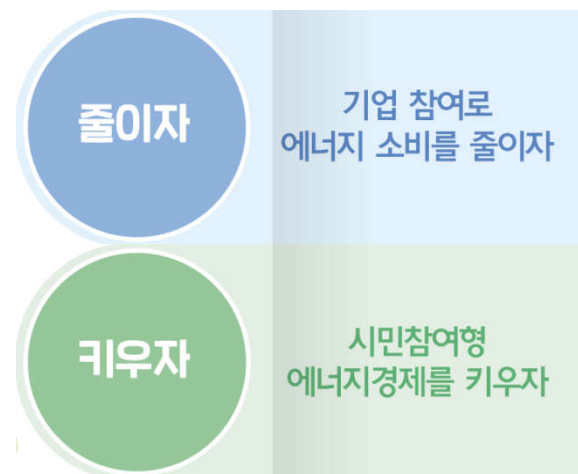 줄이자
기업 참여로
에너지 소비를 줄이자
키우자
시민참여형
에너지경제를 키우자